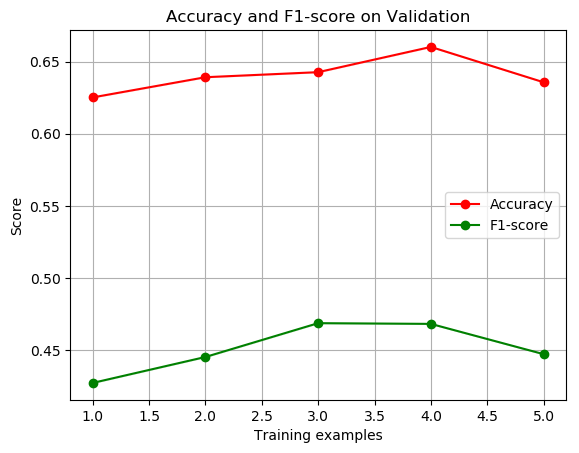 Accuracy and F1-score on Validation
0.65
0.60
0.55
0.50
0.45
Score
Accuracy
F1-score
1.0 1.5 2.0 2.5 3.0 3.5 4.0 4.5 5.0
Training examples